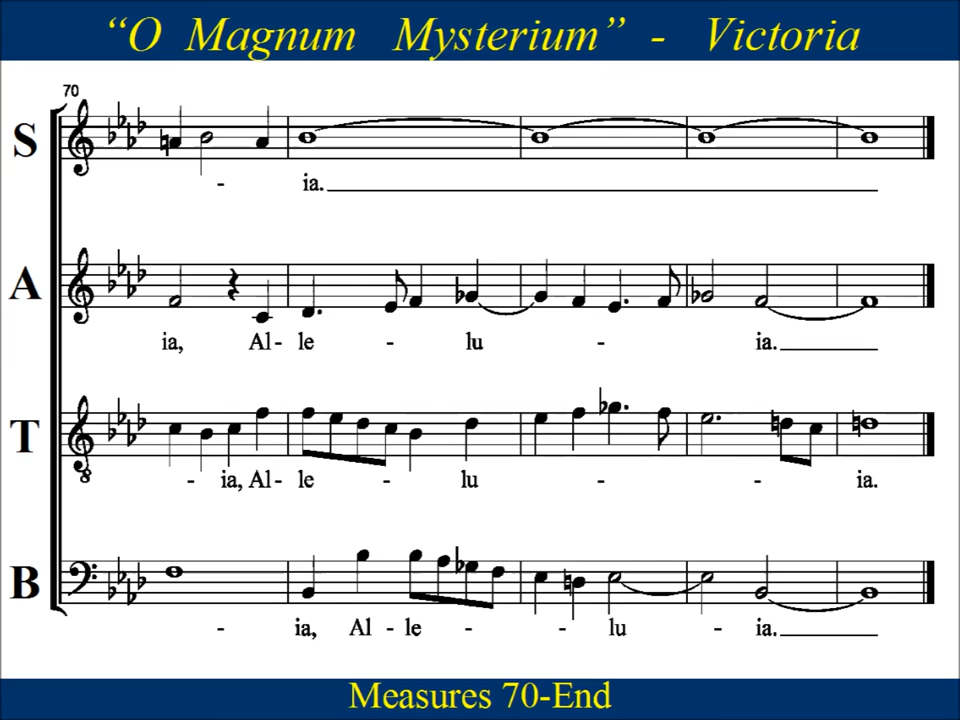 “O Magnum Mysterium” - Victoria
70
S
- ia.
A
ia, Al - le - lu - ia.
T
- ia, Al - le - lu - - ia.
B
- ia, Al - le - - lu - ia.
Measures 70-End